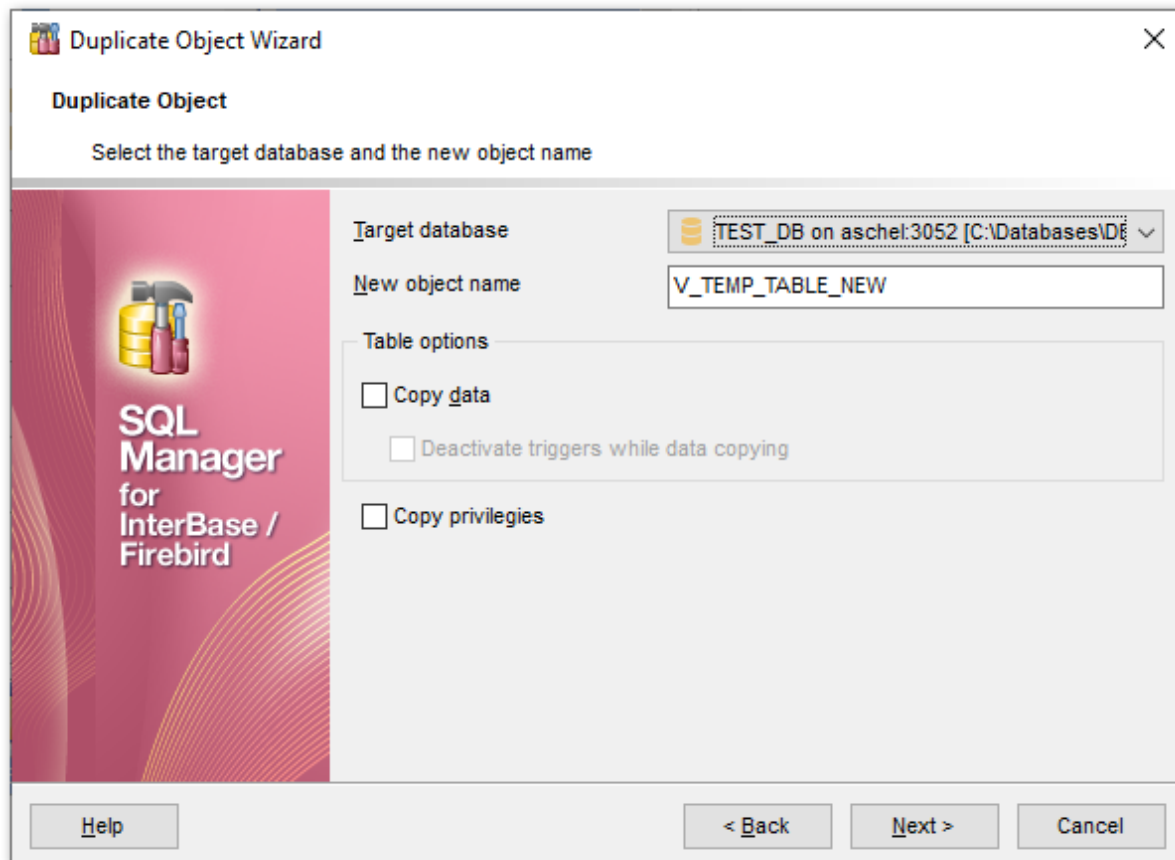 Duplicate Object Wizard
Duplicate Object
Select the target database and the new object name
Target database
TEST_DB on aschel:3052 [C:\Databases\
New object name
V_TEMP_TABLE_NEW
Table options
Copy data
Deactivate triggers while data copying
Copy privilegies
SQL
Manager
for
InterBase /
Firebird
Help
< Back
Next >
Cancel